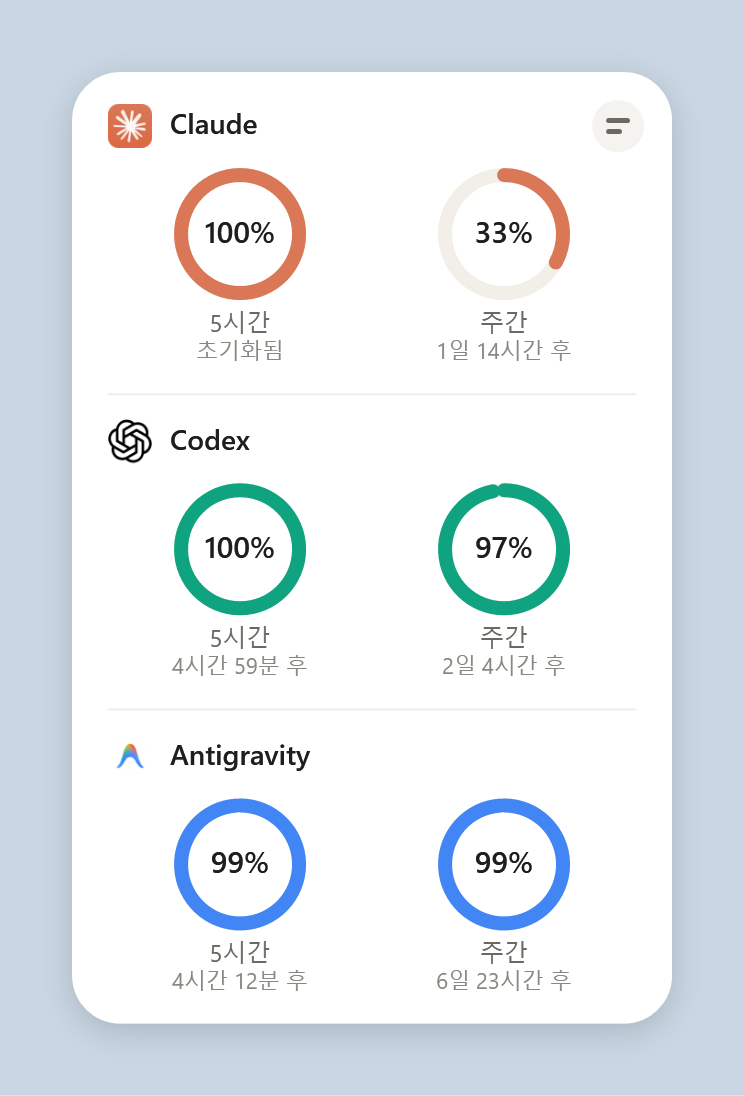 Claude
100%
33%
5시간
주간
초기화됨
1일 14시간 후
Codex
100%
97%
5시간
주간
4시간 59분 후
2일 4시간 후
Antigravity
99%
99%
5시간
주간
4시간 12분 후
6일 23시간 후